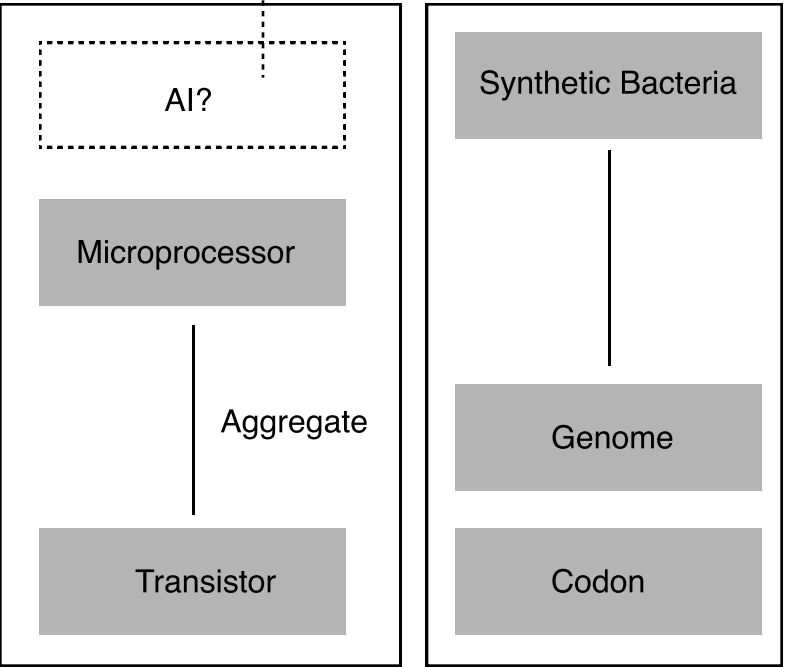 AI?
Microprocessor
Aggregate
Transistor
Synthetic Bacteria
Genome
Codon